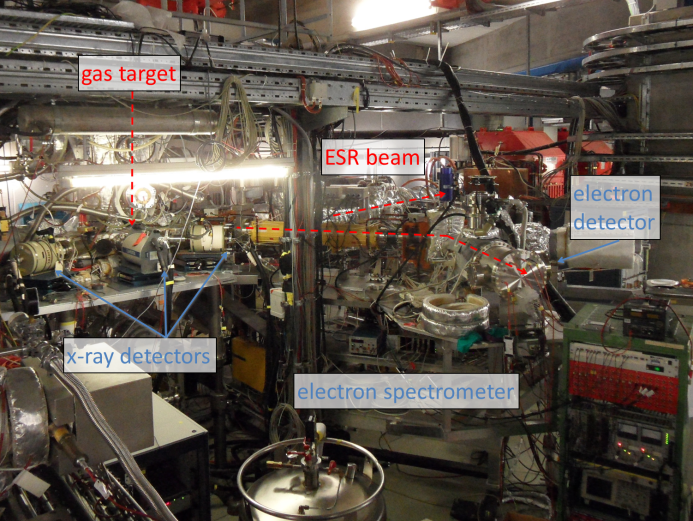 gas target
ESR beam
electron
detector
x-ray detectors
electron spectrometer